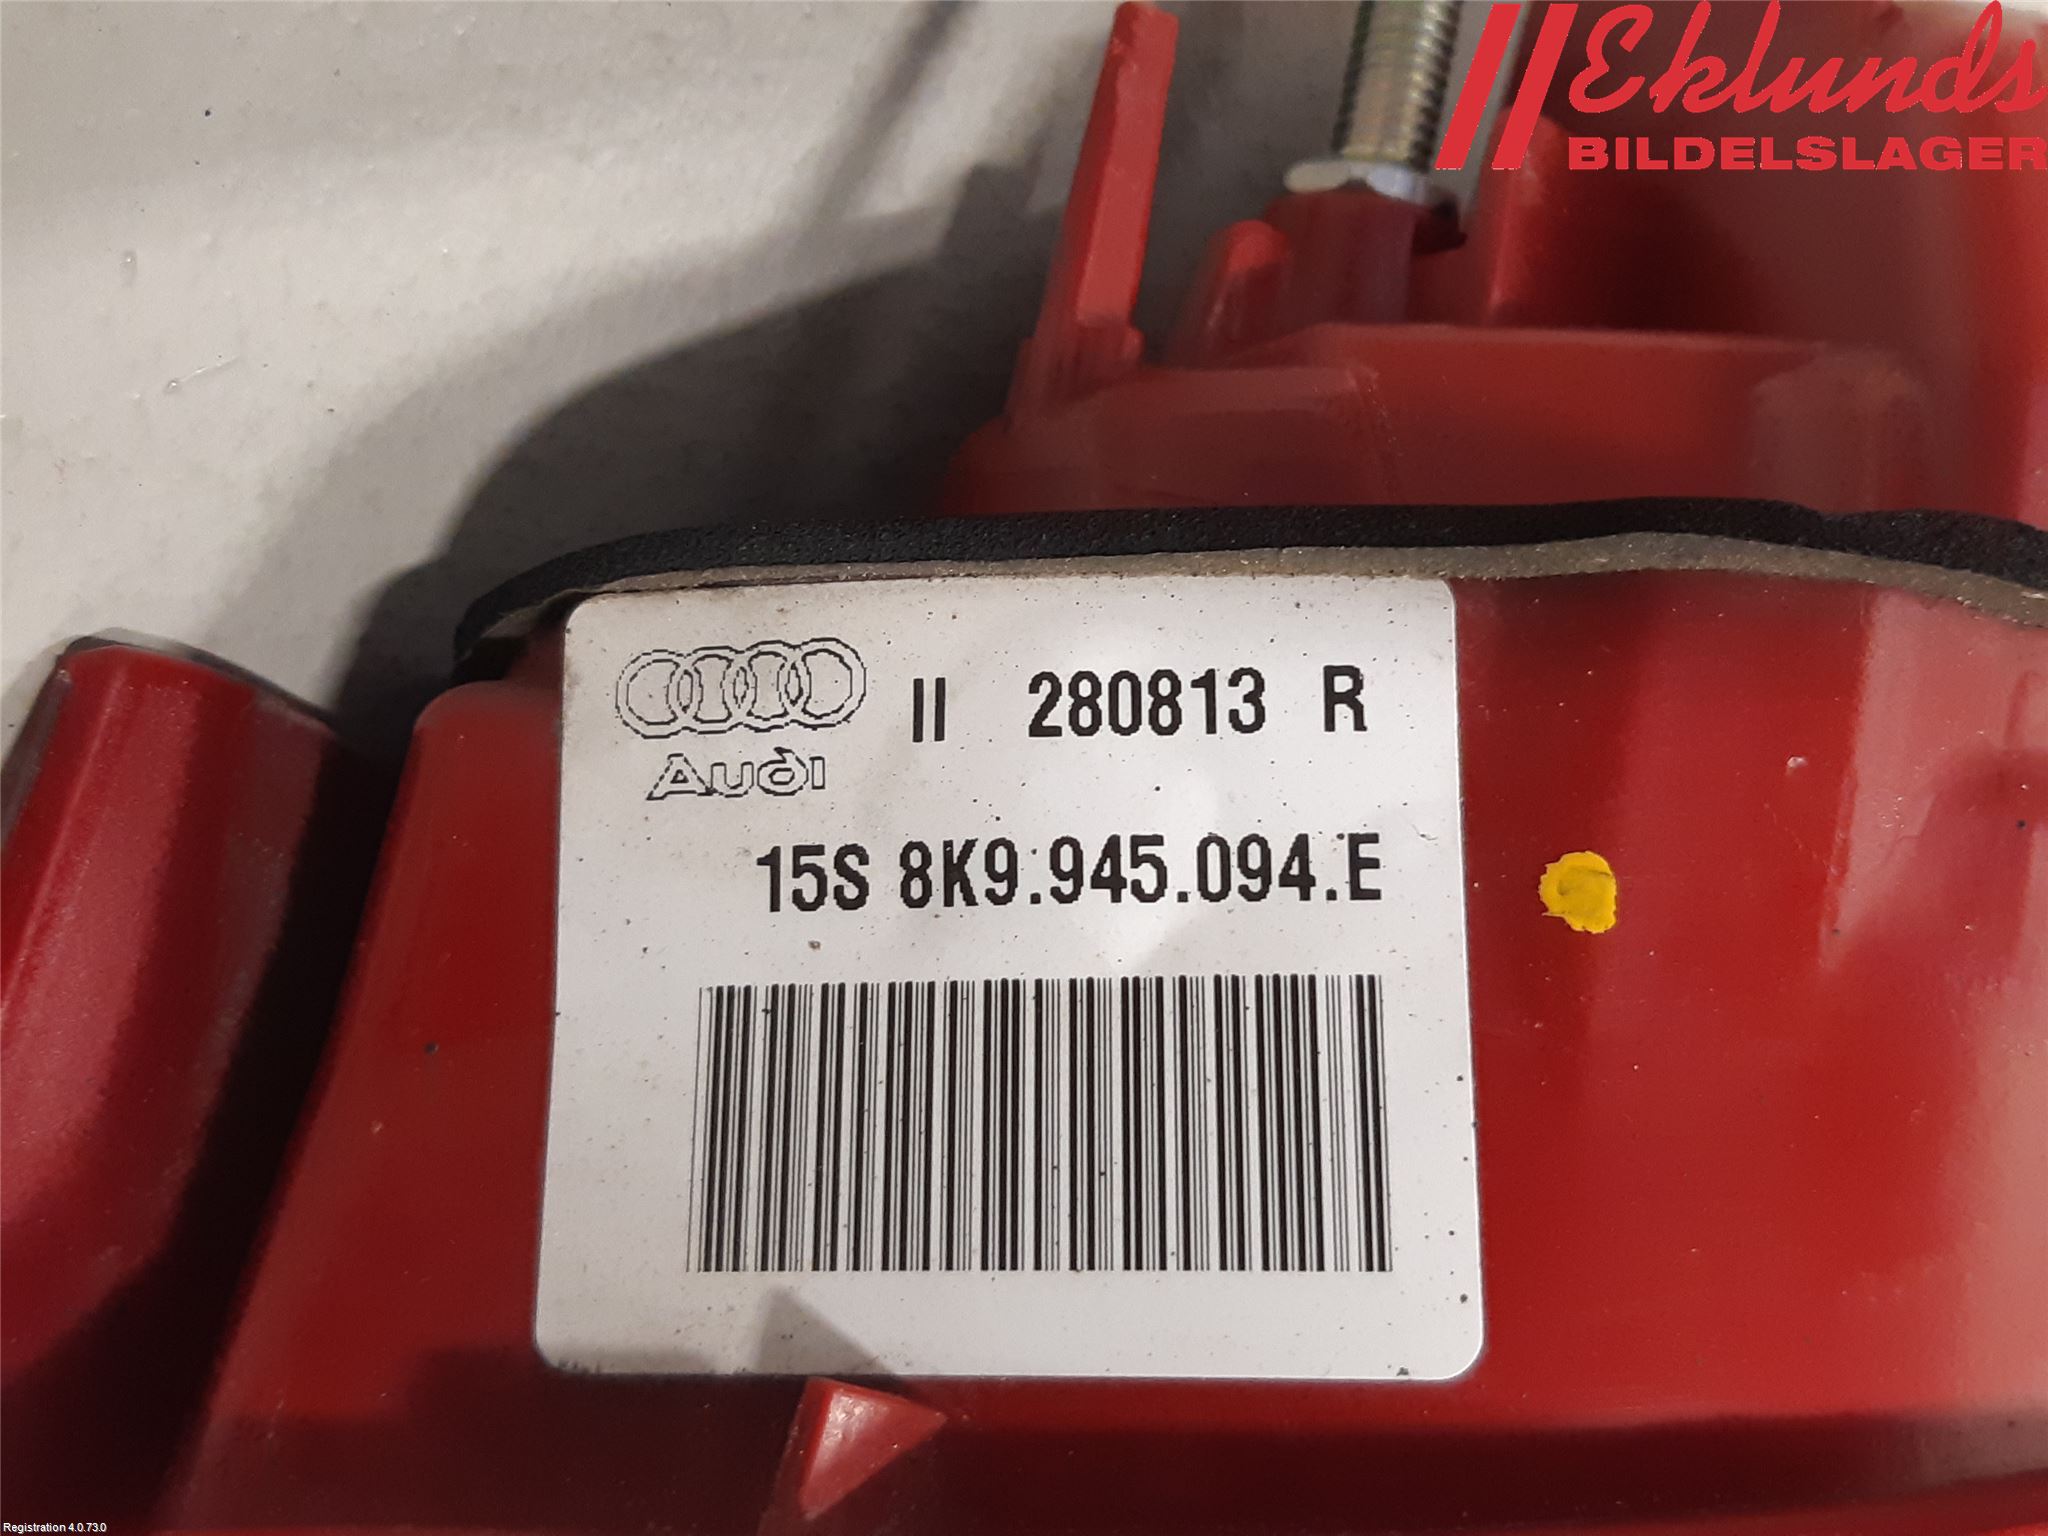 Eklunds
BILDELSLAGER
II 280813 R
Audi
15S 8K9.945.094.E
Registration 4.0.73.0